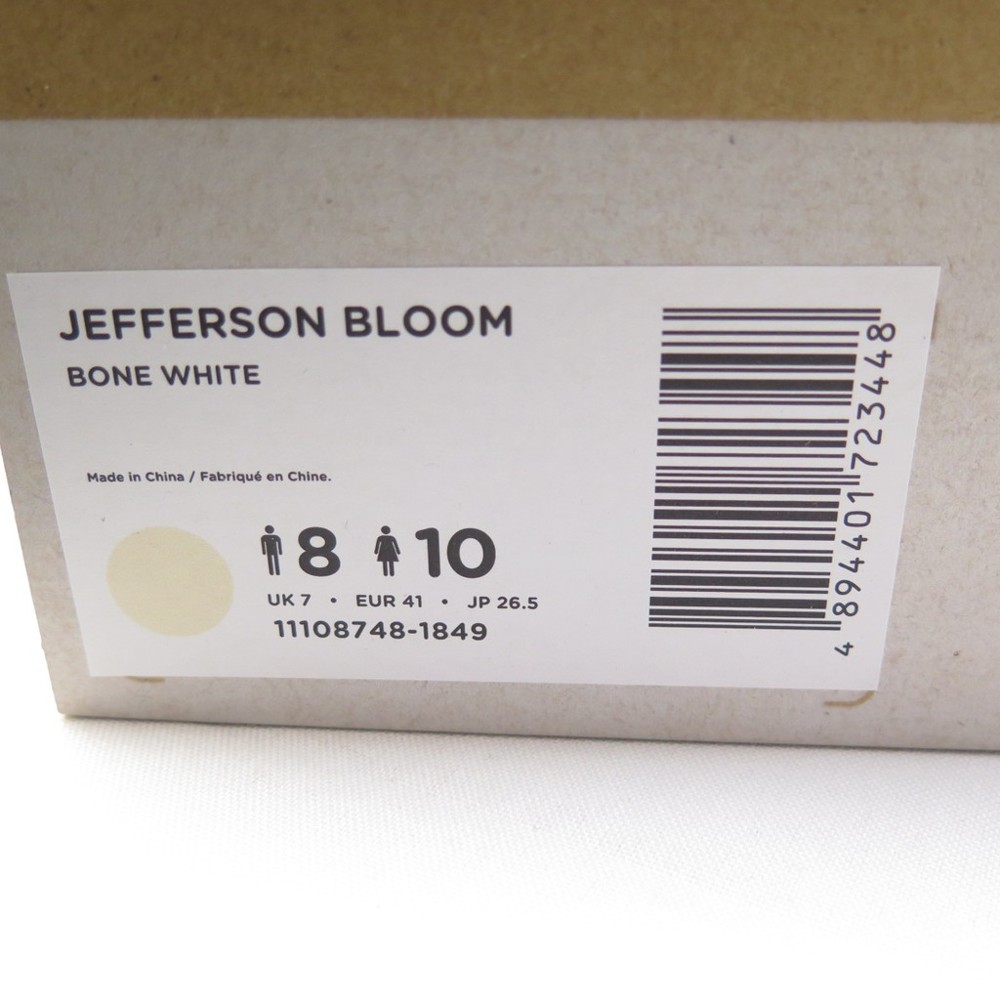 JEFFERSON BLOOM
BONE WHITE
Made in China / Fabriqué en Chine.
8 10
UK 7 • EUR 41 • JP 26.5
11108748-1849
4 894401 723448